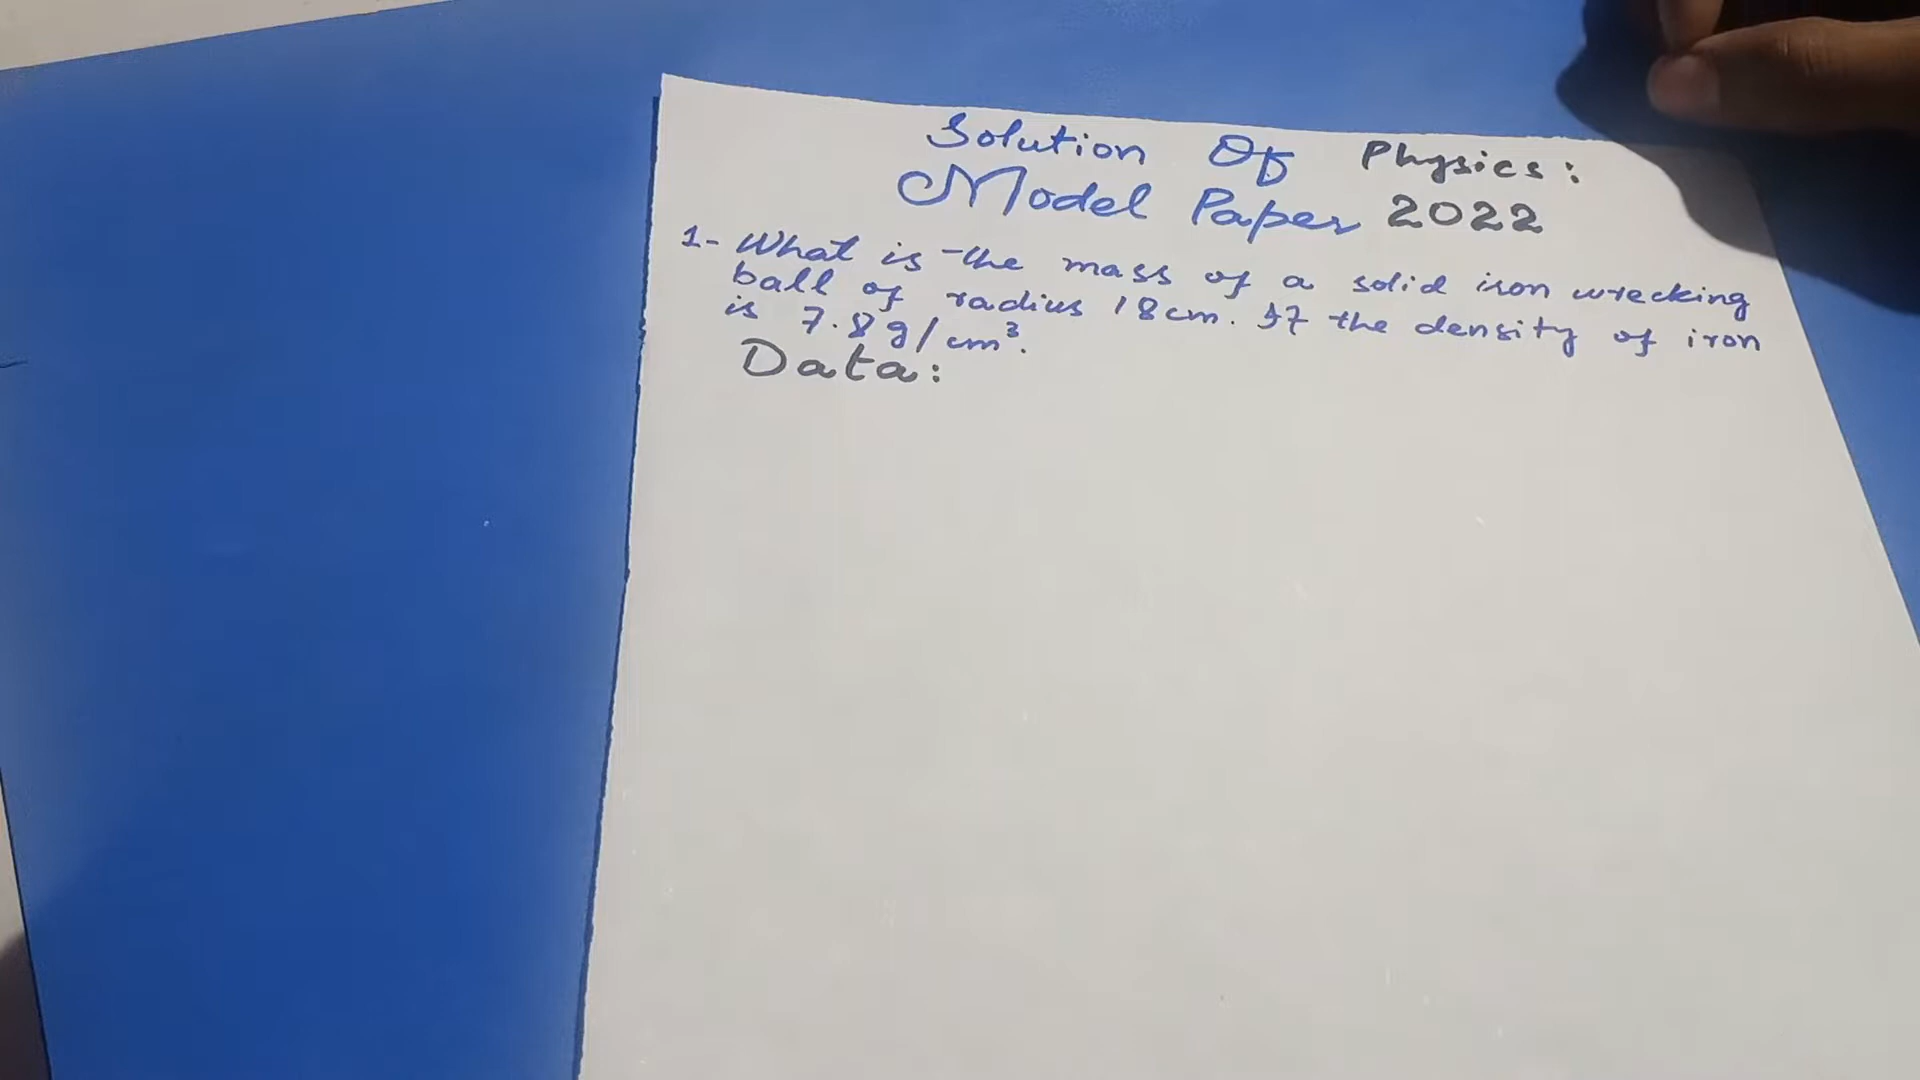 Solution Of Physics:
Model Paper 2022
1- What is the mass of a solid iron wrecking
ball of radius 18cm. If the density of iron
is 7.8g/cm³.
Data: